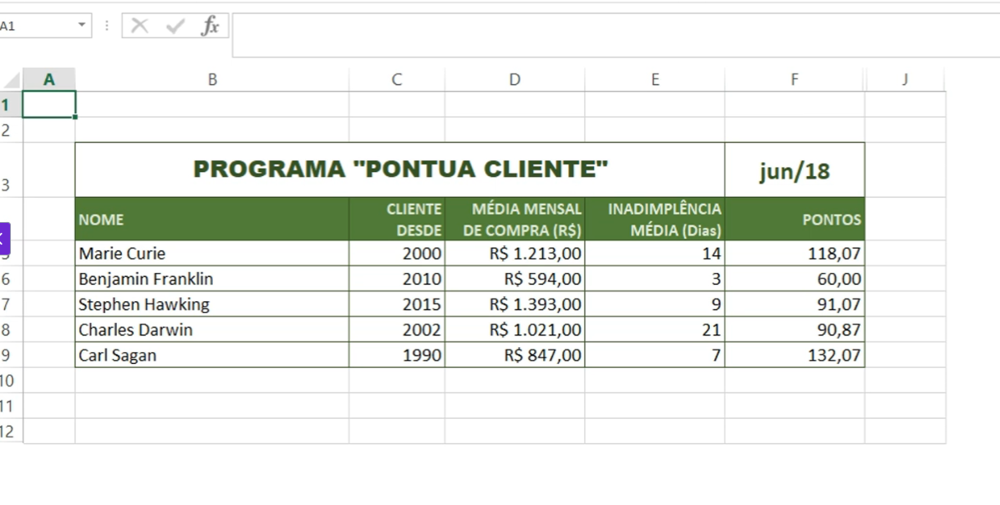 A1 fx
A B C D E F J
1
2
3 PROGRAMA "PONTUA CLIENTE" jun/18
NOME CLIENTE DESDE MÉDIA MENSAL DE COMPRA (R$) INADIMPLÊNCIA MÉDIA (Dias) PONTOS
Marie Curie 2000 R$ 1.213,00 14 118,07
6 Benjamin Franklin 2010 R$ 594,00 3 60,00
7 Stephen Hawking 2015 R$ 1.393,00 9 91,07
8 Charles Darwin 2002 R$ 1.021,00 21 90,87
9 Carl Sagan 1990 R$ 847,00 7 132,07
10
11
12